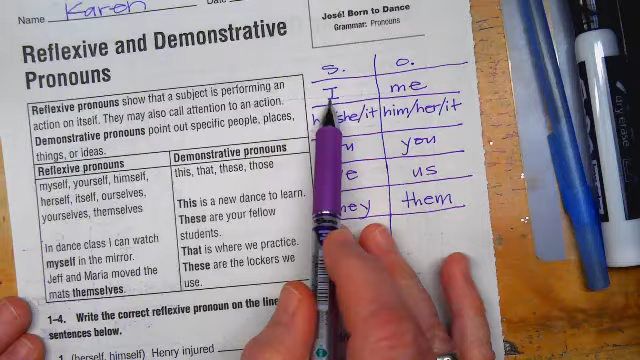 Name Karen
José! Born to Dance
Grammar: Pronouns
Reflexive and Demonstrative
Pronouns
Reflexive pronouns show that a subject is performing an
action on itself. They may also call attention to an action.
Demonstrative pronouns point out specific people, places,
things, or ideas.
Reflexive pronouns
myself, yourself, himself,
herself, itself, ourselves,
yourselves, themselves
In dance class I can watch
myself in the mirror.
Jeff and Maria moved the
mats themselves.
Demonstrative pronouns
this, that, these, those
This is a new dance to learn.
These are your fellow
students.
That is where we practice.
These are the lockers we
use.
s. o.
I me
she/it him/her/it
you
us
them
1–4. Write the correct reflexive pronoun on the line
sentences below.
1. (herself, himself) Henry injured